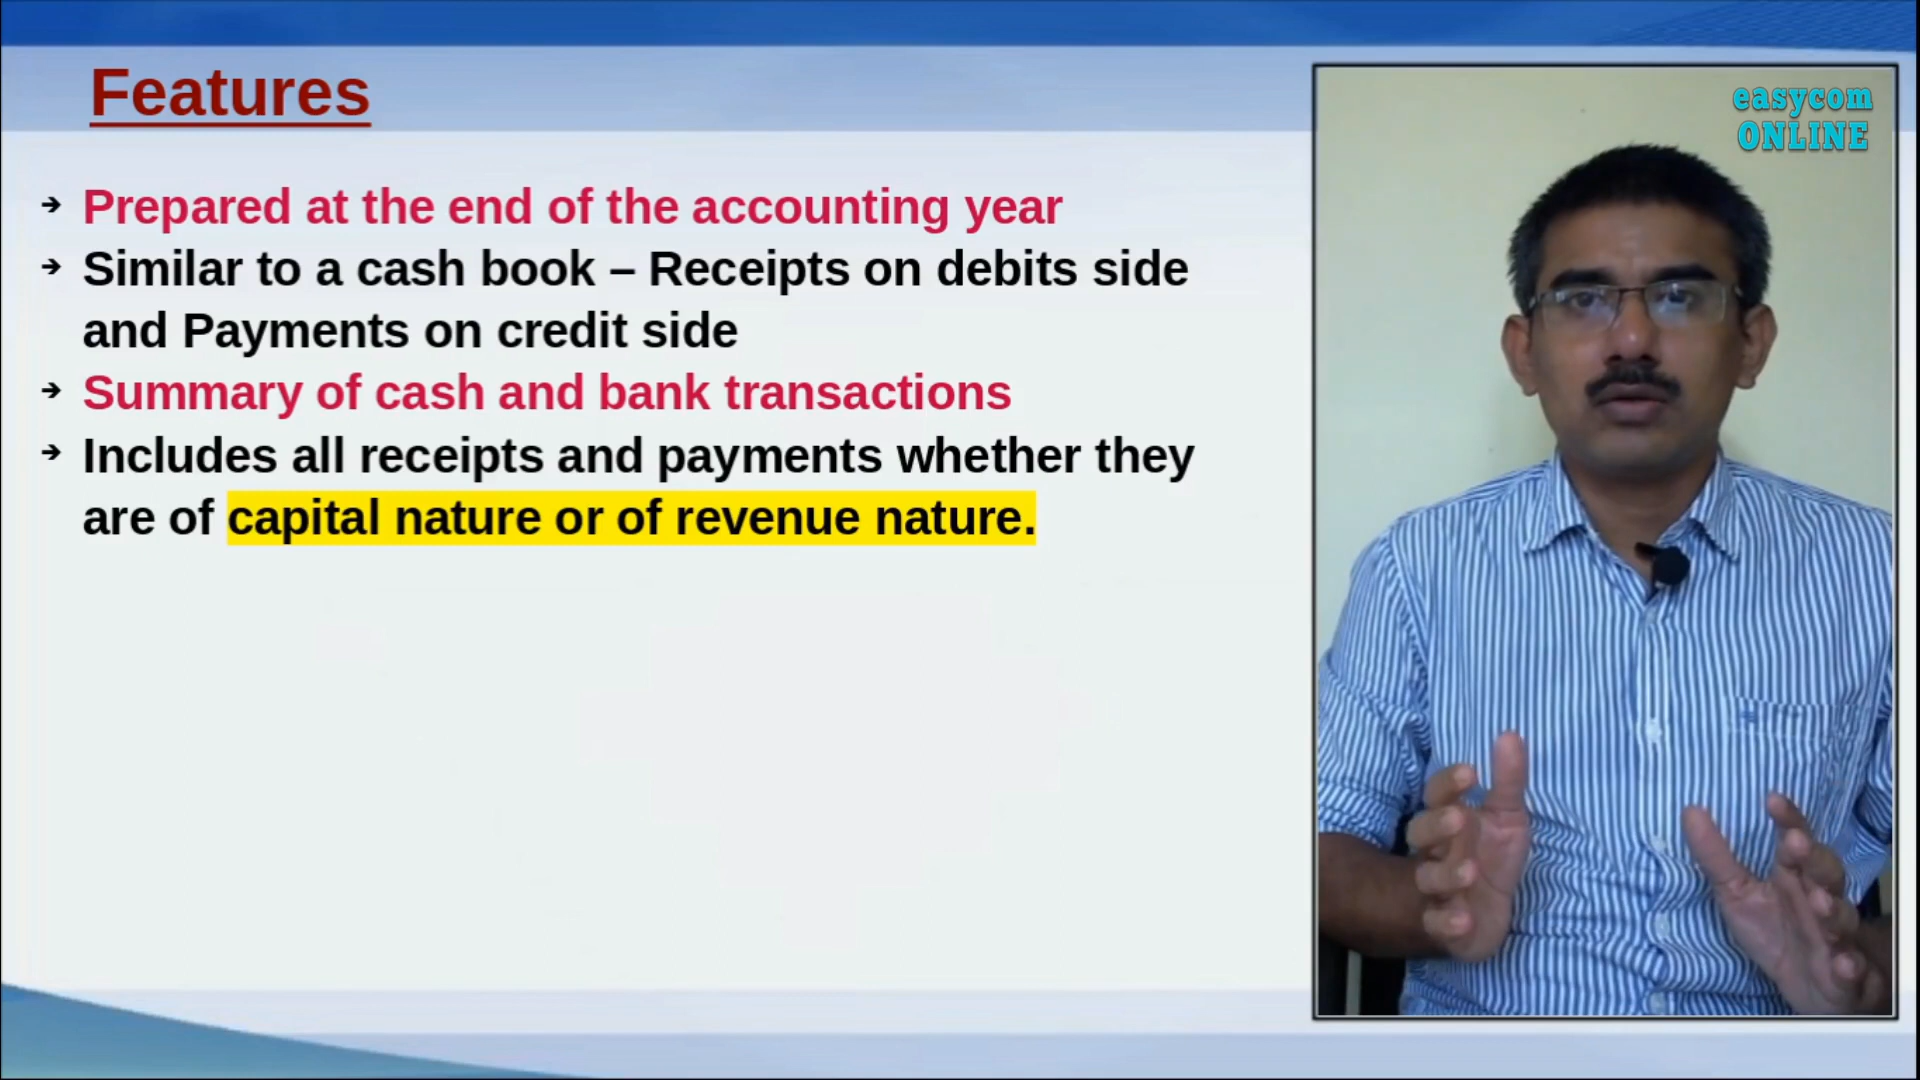 Features
➔ Prepared at the end of the accounting year
➔ Similar to a cash book – Receipts on debits side
and Payments on credit side
➔ Summary of cash and bank transactions
➔ Includes all receipts and payments whether they
are of capital nature or of revenue nature.
easycom
ONLINE